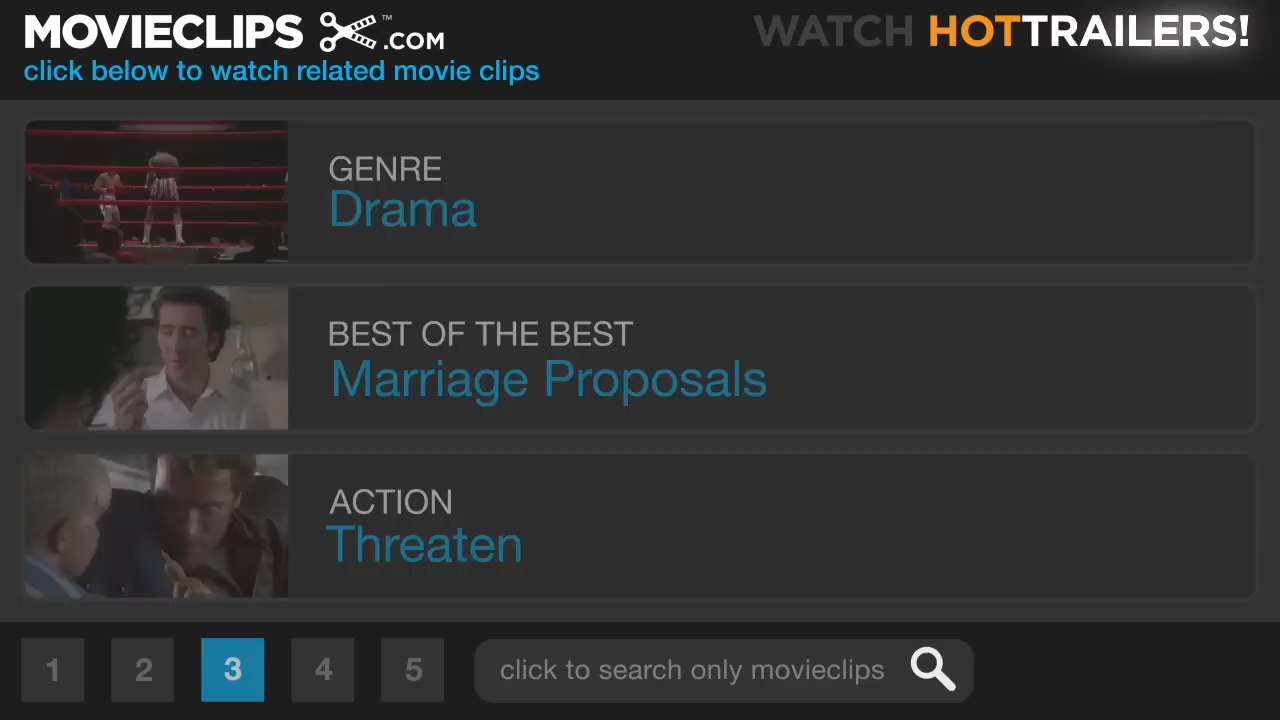 MOVIECLIPS ™ .COM
WATCH HOTTRAILERS!
click below to watch related movie clips
GENRE
Drama
BEST OF THE BEST
Marriage Proposals
ACTION
Threaten
1 2 3 4 5 click to search only movieclips